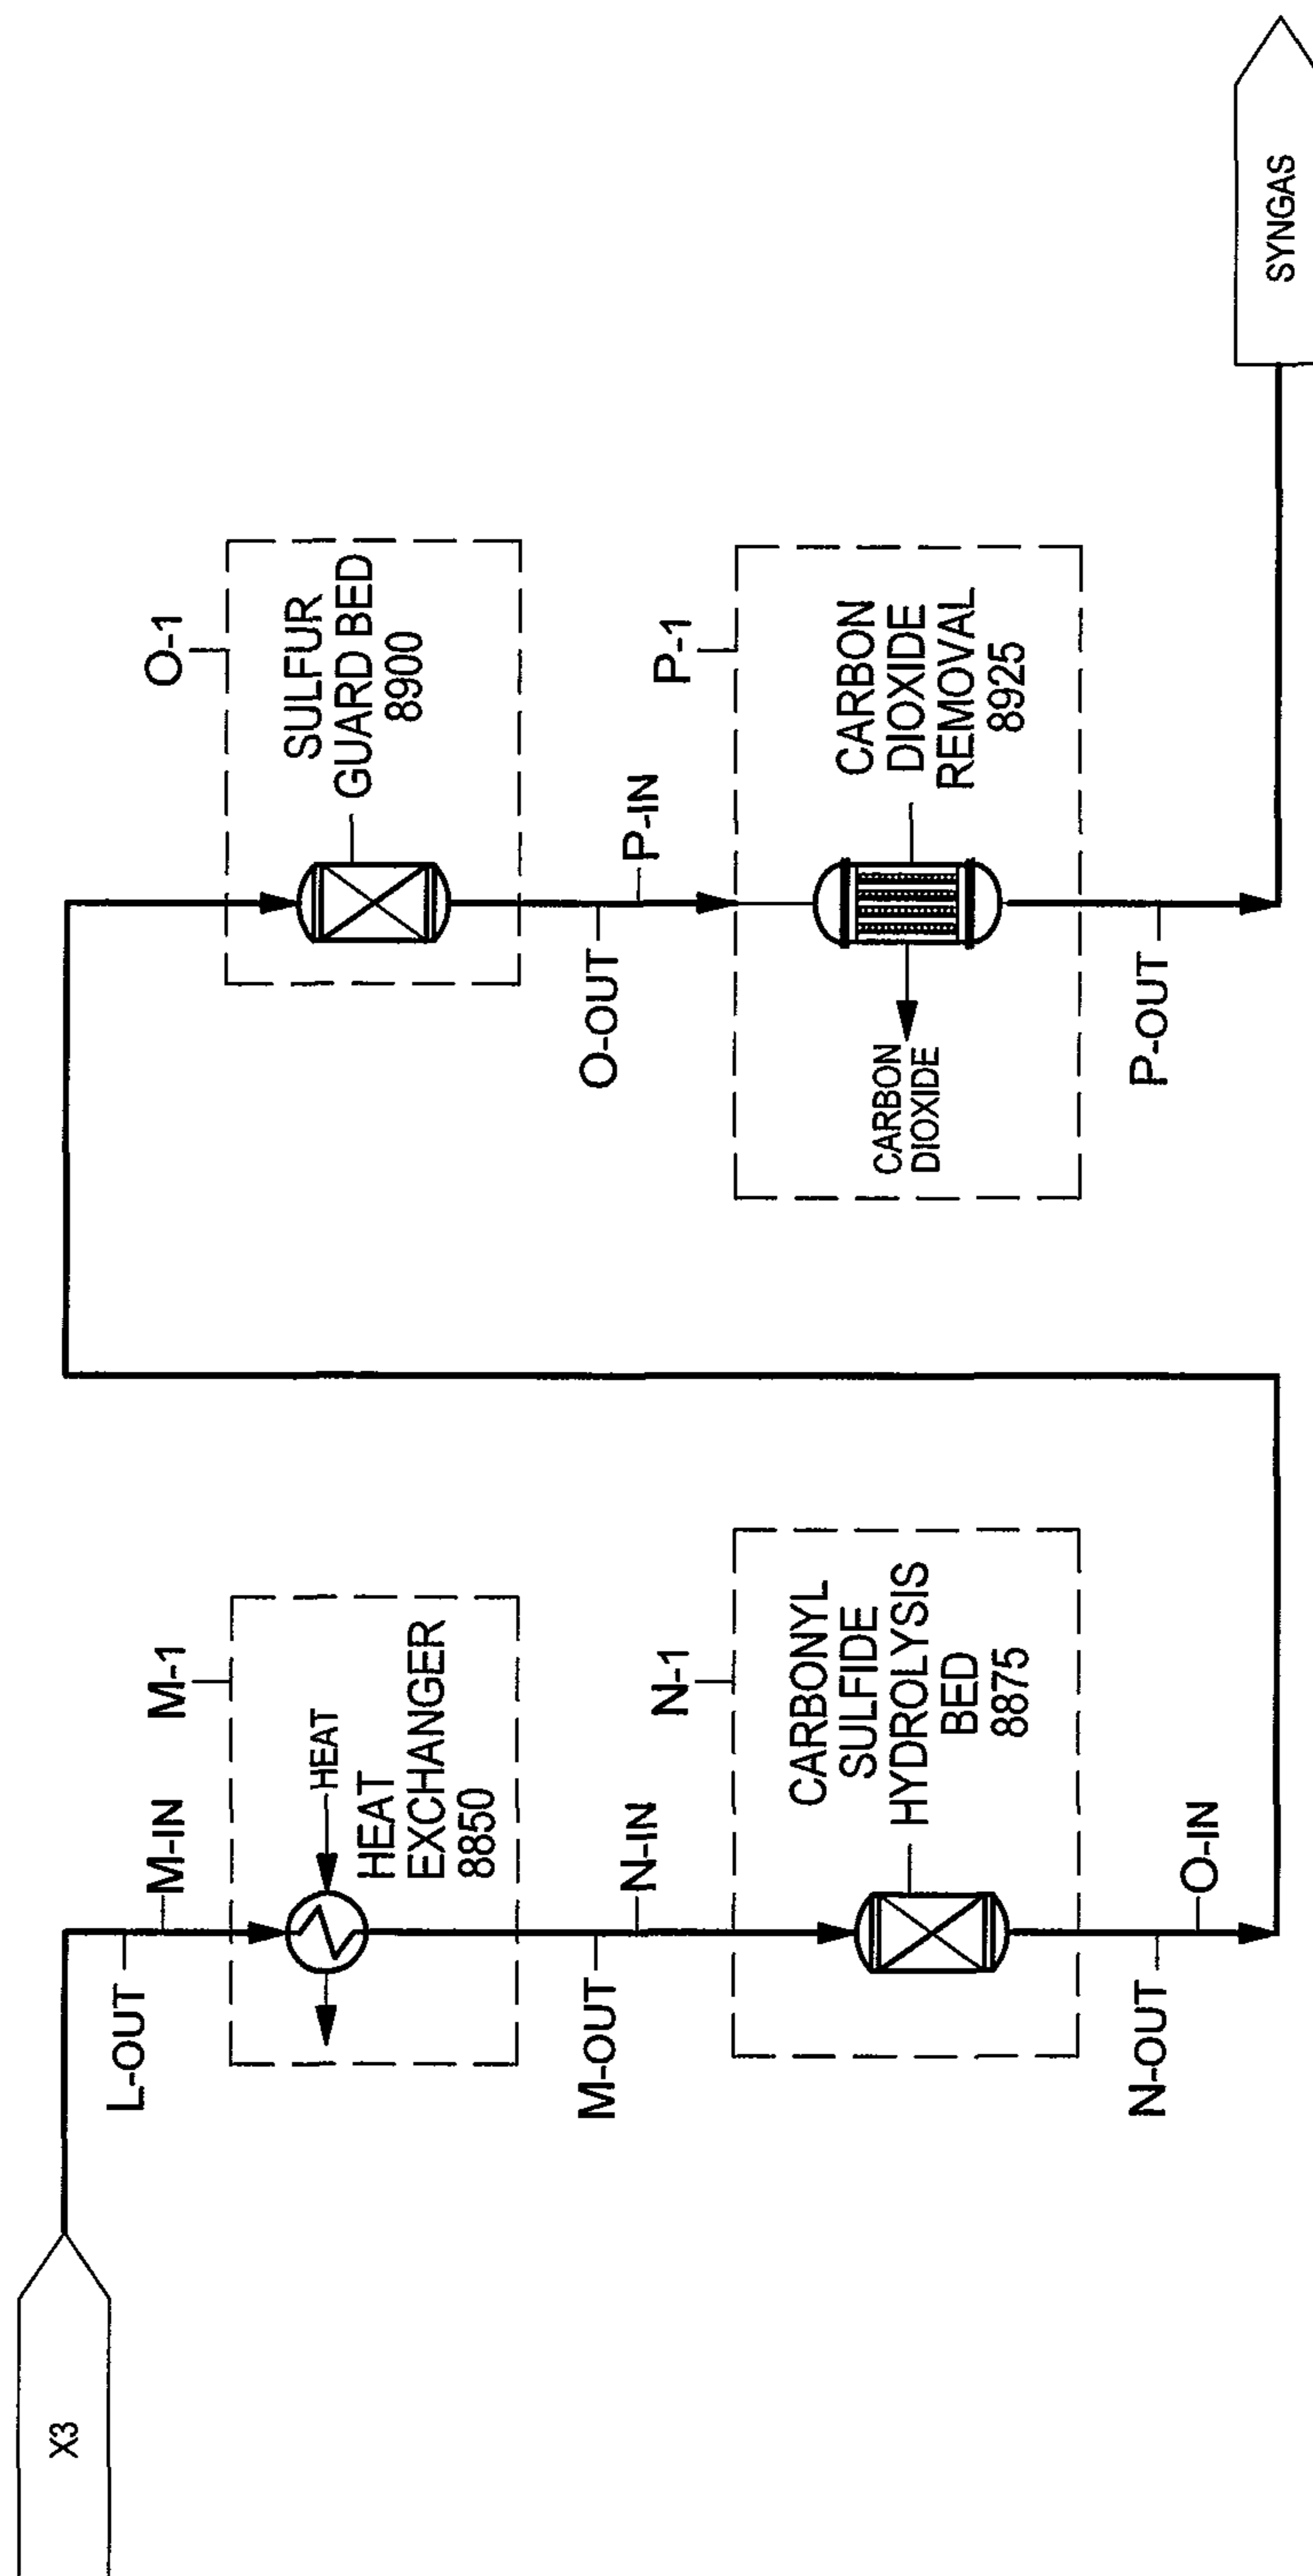 X3
L-OUT
M-IN
M-1
HEAT
HEAT
EXCHANGER
8850
M-OUT
N-IN
N-1
CARBONYL
SULFIDE
HYDROLYSIS
BED
8875
N-OUT
O-IN
O-1
SULFUR
GUARD BED
8900
O-OUT
P-IN
P-1
CARBON
DIOXIDE
REMOVAL
8925
CARBON
DIOXIDE
P-OUT
SYNGAS